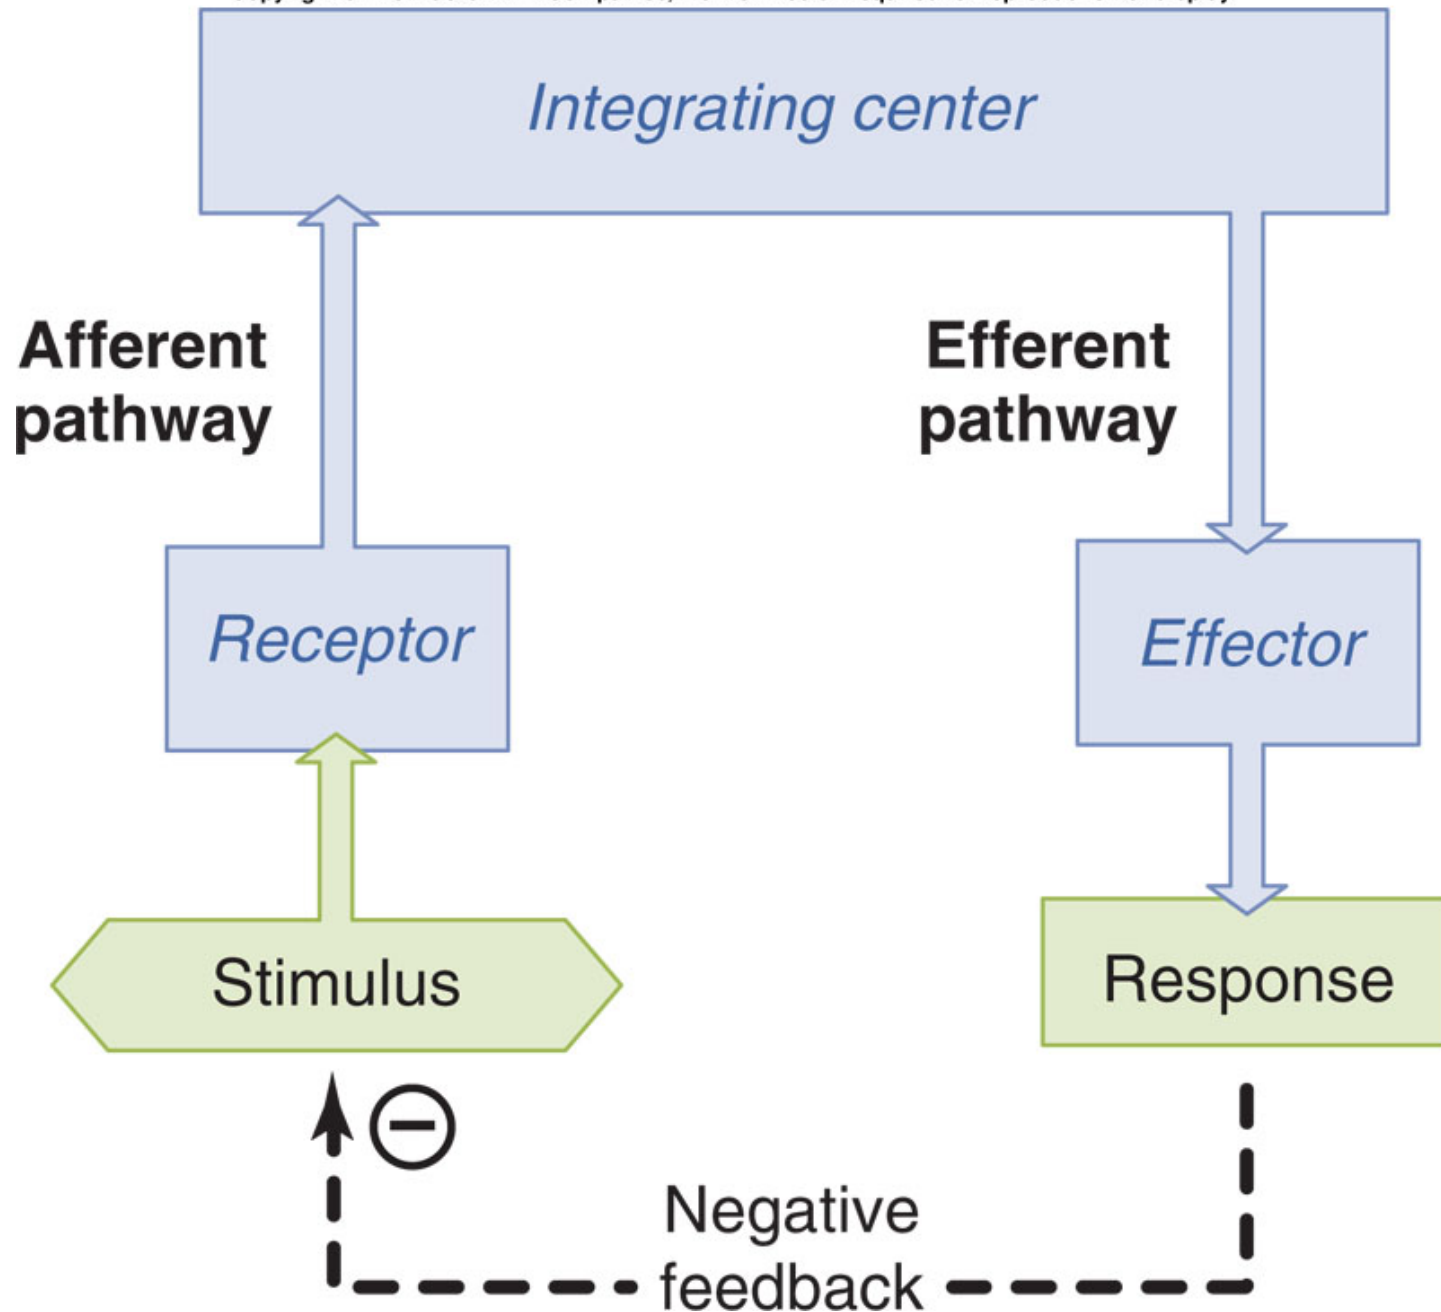 Integrating center
Afferent
pathway
Efferent
pathway
Receptor
Effector
Stimulus
Response
Negative
feedback